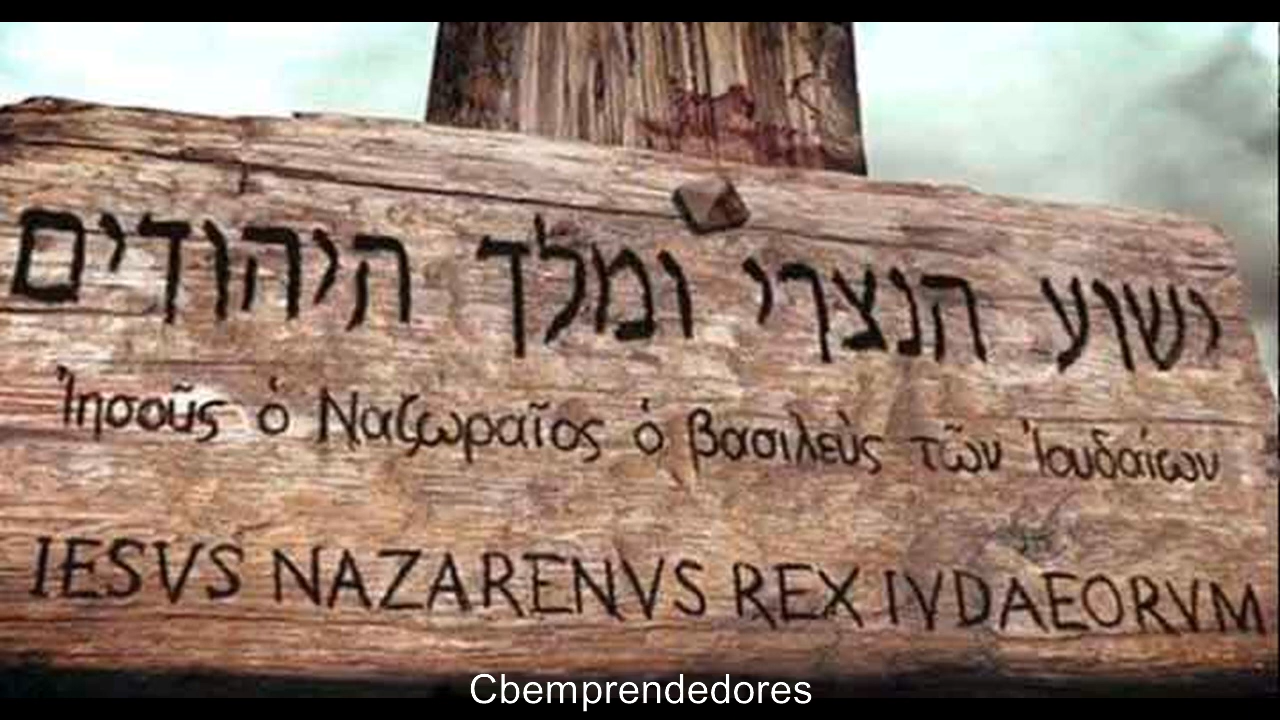 ישוע הנצרי ומלך היהודים
Ἰησοῦς ὁ Ναζωραῖος ὁ βασιλεὺς τῶν Ἰουδαίων
IESVS NAZARENVS REX IVDAEORVM
Cbemprendedores